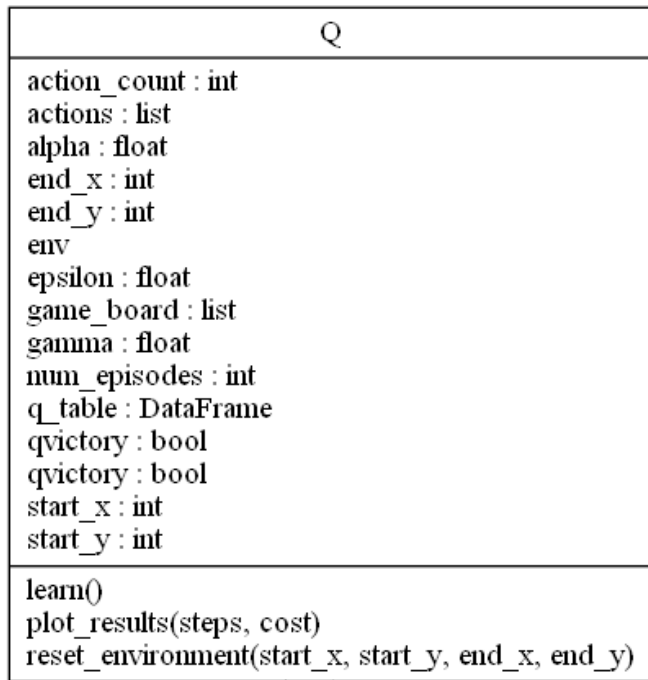 Q
action_count : int
actions : list
alpha : float
end_x : int
end_y : int
env
epsilon : float
game_board : list
gamma : float
num_episodes : int
q_table : DataFrame
qvictory : bool
qvictory : bool
start_x : int
start_y : int
learn()
plot_results(steps, cost)
reset_environment(start_x, start_y, end_x, end_y)